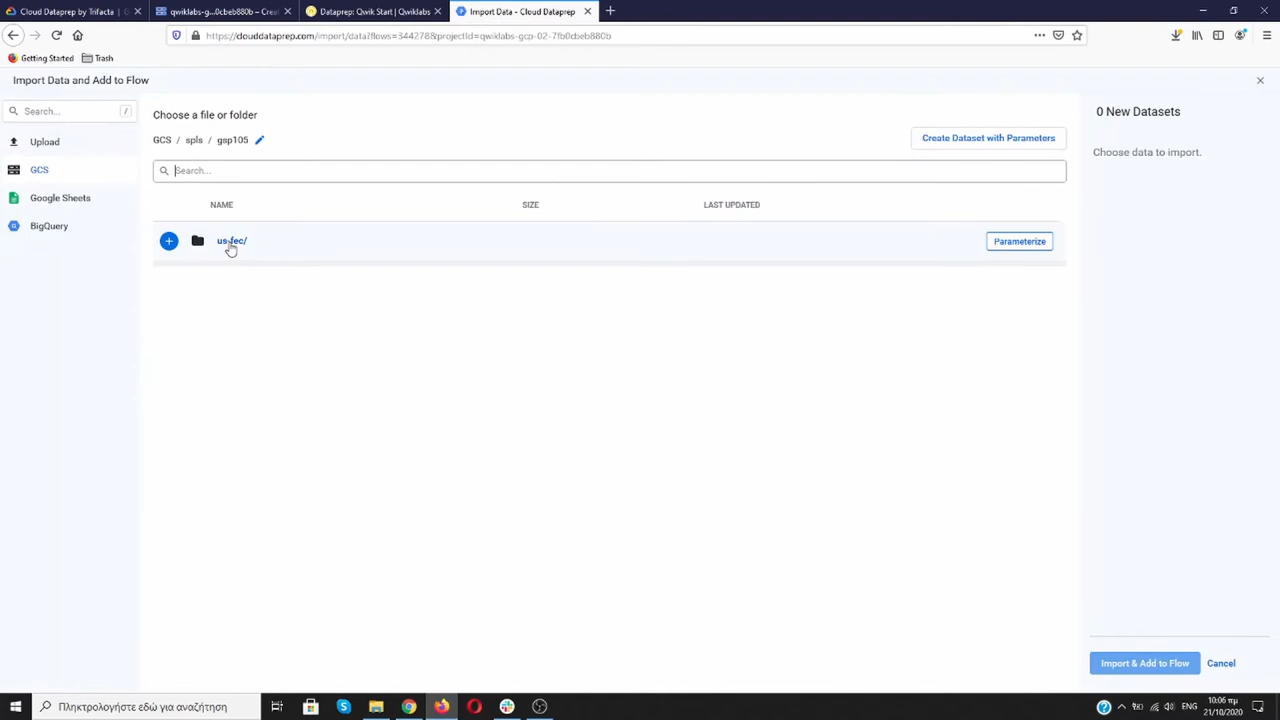 Cloud Dataprep by Trifacta | G
qwiklabs-g...0cbeb880b – Crea
Dataprep: Qwik Start | Qwiklabs
Import Data - Cloud Dataprep
https://clouddataprep.com/import/data?flows=344278&projectId=qwiklabs-gcp-02-7fb0cbeb880b
Getting Started
Trash
Import Data and Add to Flow
Search...
/
Upload
GCS
Google Sheets
BigQuery
Choose a file or folder
GCS / spls / gsp105
Create Dataset with Parameters
Search...
NAME SIZE LAST UPDATED
us-fec/
Parameterize
0 New Datasets
Choose data to import.
Import & Add to Flow
Cancel
Πληκτρολογήστε εδώ για αναζήτηση
ENG
10:06 πμ
21/10/2020